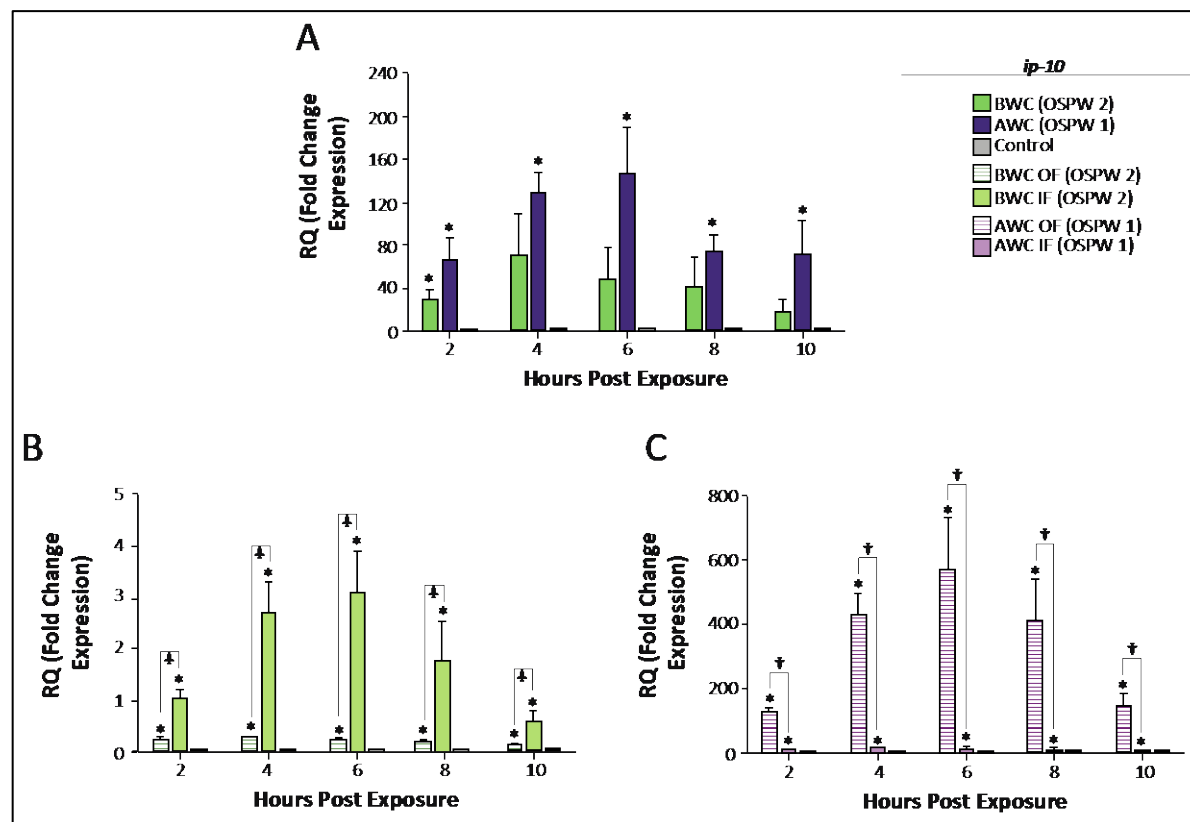 A
ip-10
BWC (OSPW 2)
AWC (OSPW 1)
Control
BWC OF (OSPW 2)
BWC IF (OSPW 2)
AWC OF (OSPW 1)
AWC IF (OSPW 1)
RQ (Fold Change
Expression)
240
200
160
120
80
40
0
* * * * * *
2 4 6 8 10
Hours Post Exposure
B
RQ (Fold Change
Expression)
5
4
3
2
1
0
* * * * * * * * * *
2 4 6 8 10
Hours Post Exposure
C
RQ (Fold Change
Expression)
800
600
400
200
0
† † † † †
* * * * * * * * * *
2 4 6 8 10
Hours Post Exposure